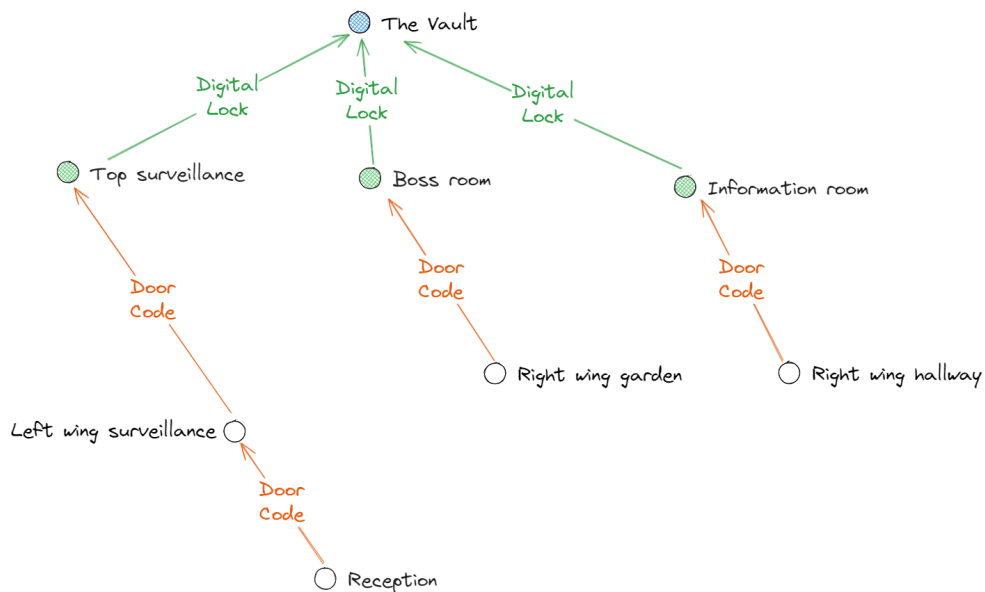 The Vault
Digital
Lock
Digital
Lock
Digital
Lock
Top surveillance
Boss room
Information room
Door
Code
Door
Code
Door
Code
Right wing garden
Right wing hallway
Left wing surveillance
Door
Code
Reception